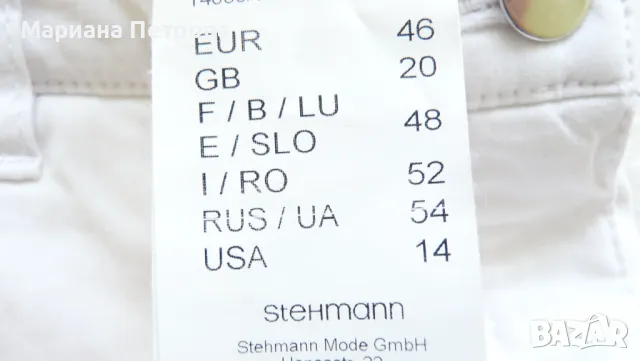 Мариана Петрова
EUR 46
GB 20
F / B / LU
48
E / SLO
I / RO 52
RUS / UA 54
USA 14
steHmann
Stehmann Mode GmbH
BAZAR